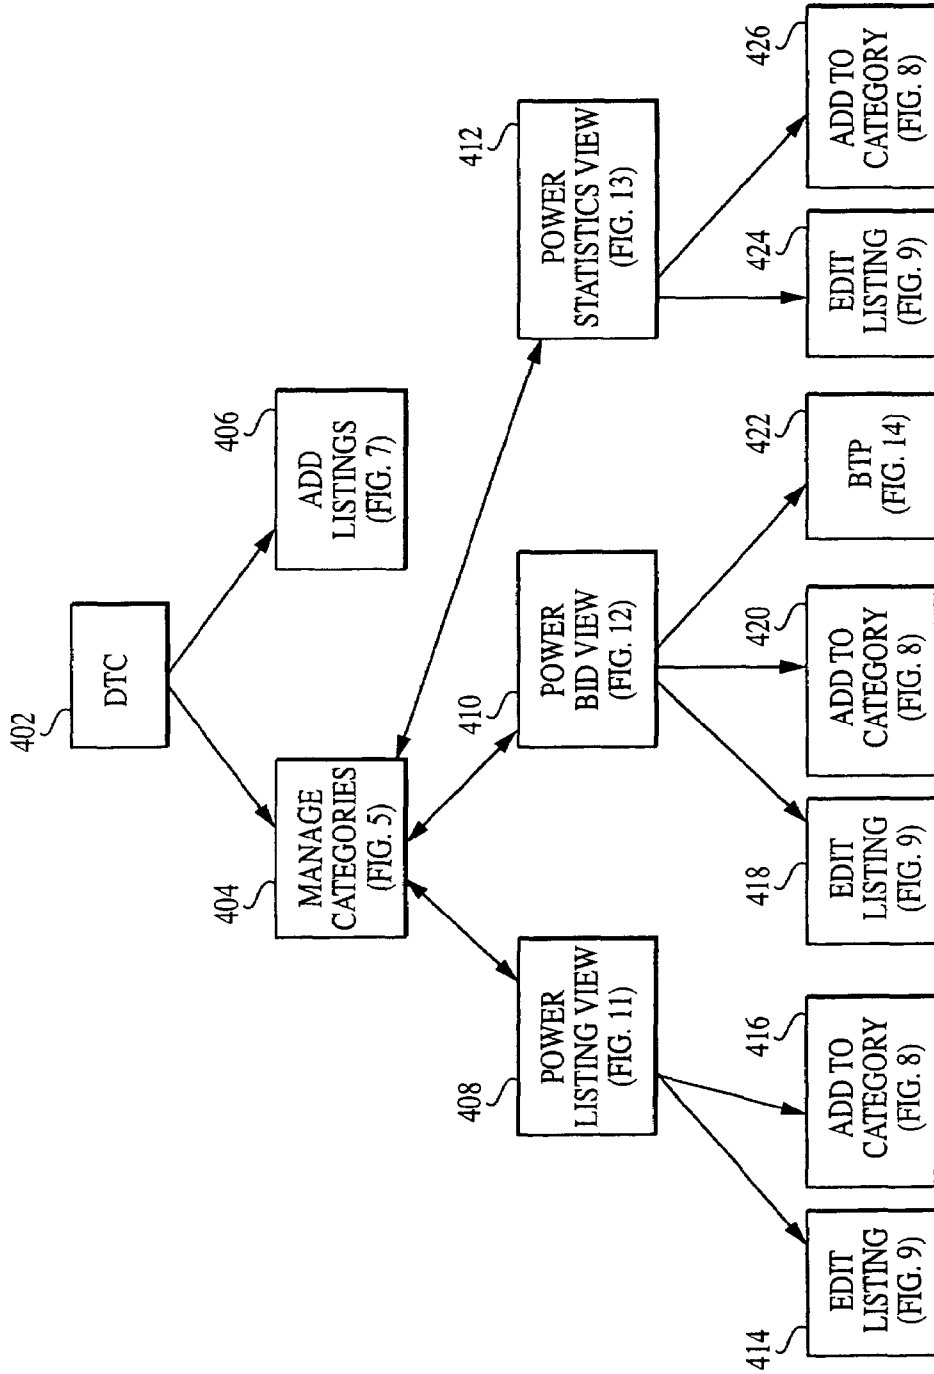 402
DTC
404
MANAGE
CATEGORIES
(FIG. 5)
406
ADD
LISTINGS
(FIG. 7)
408
POWER
LISTING VIEW
(FIG. 11)
410
POWER
BID VIEW
(FIG. 12)
412
POWER
STATISTICS VIEW
(FIG. 13)
414
EDIT
LISTING
(FIG. 9)
416
ADD TO
CATEGORY
(FIG. 8)
418
EDIT
LISTING
(FIG. 9)
420
ADD TO
CATEGORY
(FIG. 8)
422
BTP
(FIG. 14)
424
EDIT
LISTING
(FIG. 9)
426
ADD TO
CATEGORY
(FIG. 8)